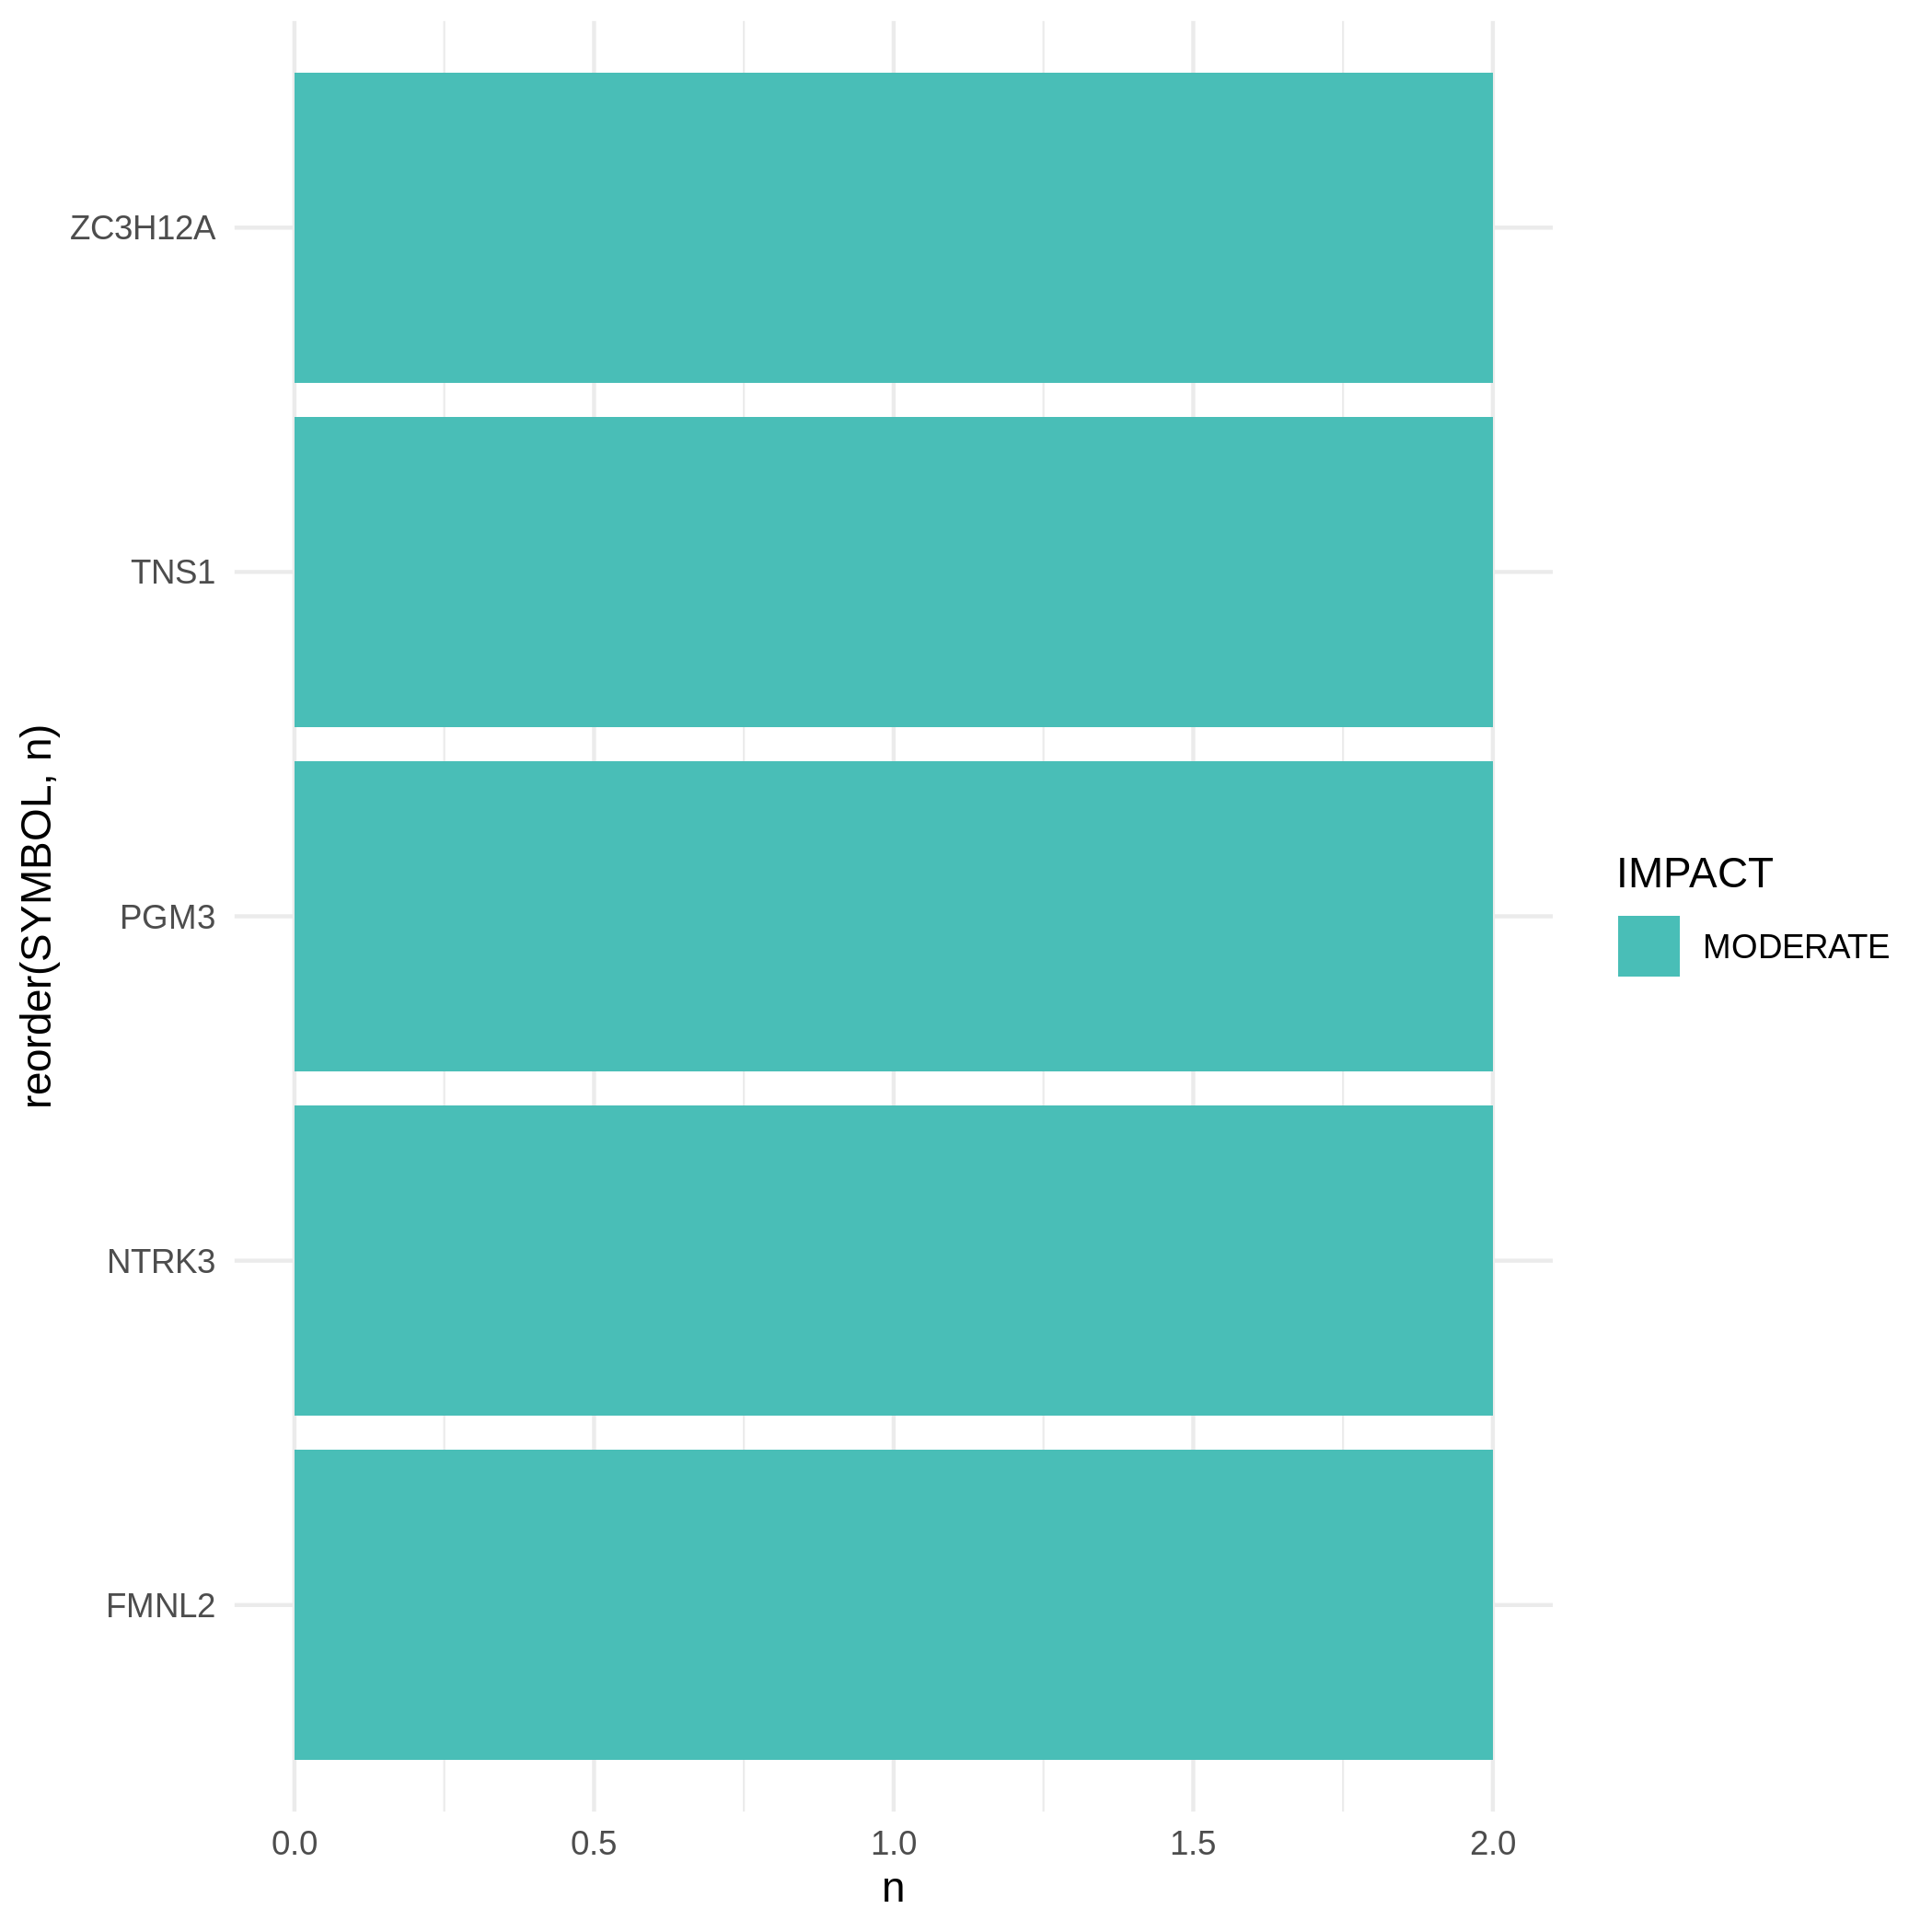 reorder(SYMBOL, n)
ZC3H12A
TNS1
PGM3
NTRK3
FMNL2
0.0 0.5 1.0 1.5 2.0
n
IMPACT
MODERATE